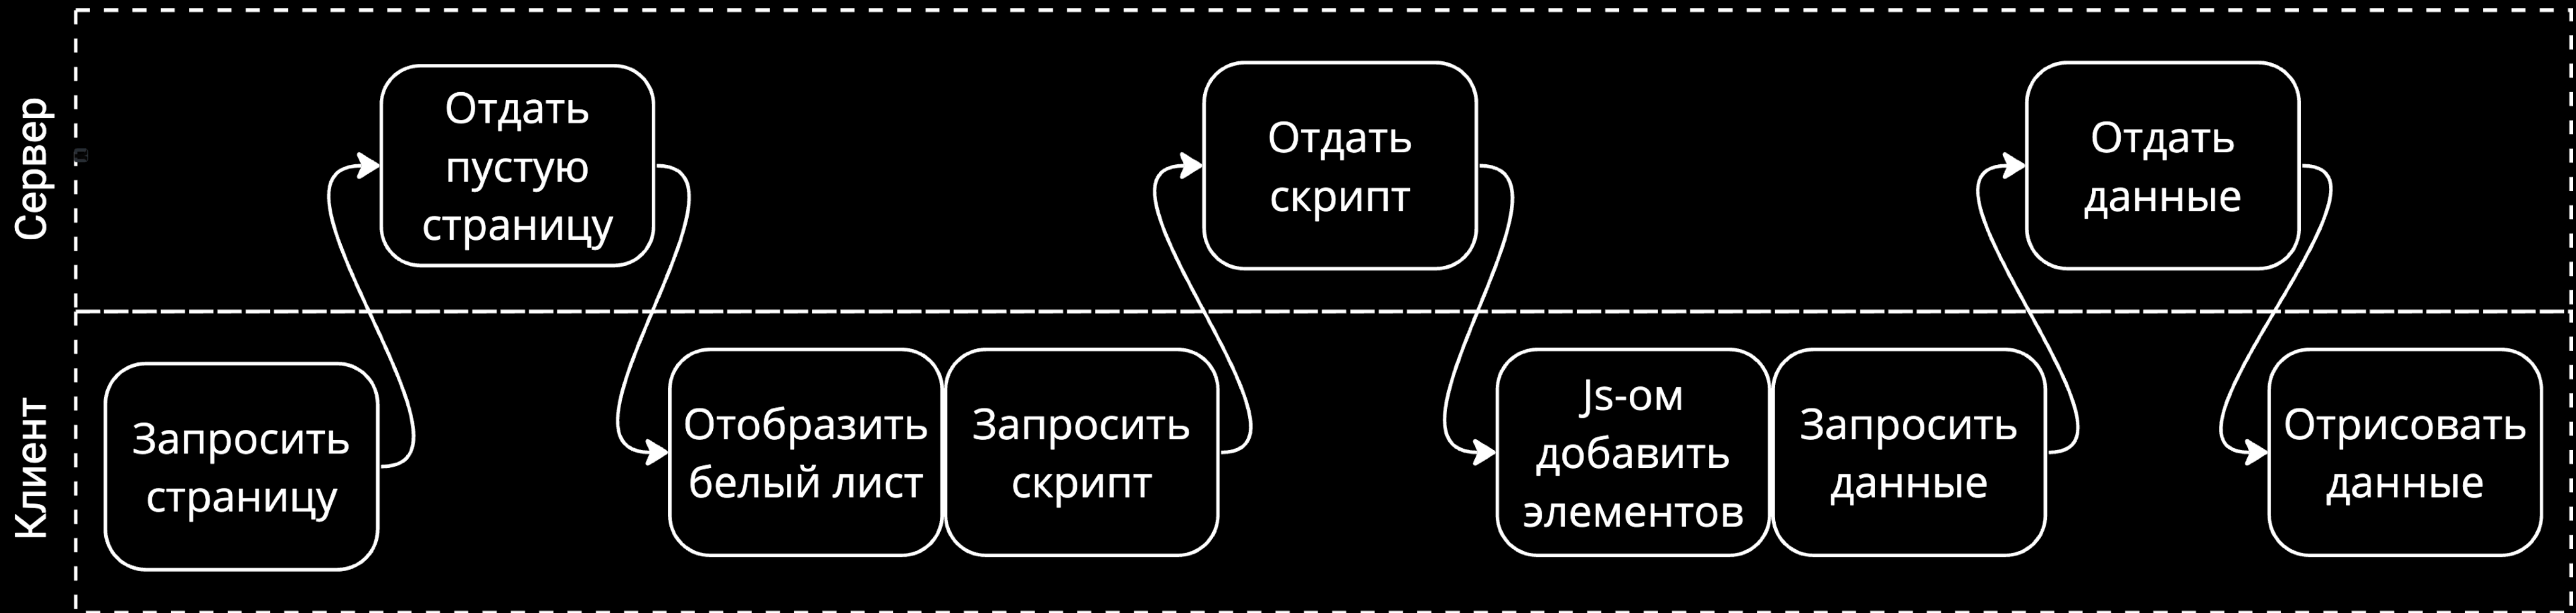 Сервер
Отдать
пустую
страницу
Отдать
скрипт
Отдать
данные
Клиент
Запросить
страницу
Отобразить
белый лист
Запросить
скрипт
Js-ом
добавить
элементов
Запросить
данные
Отрисовать
данные